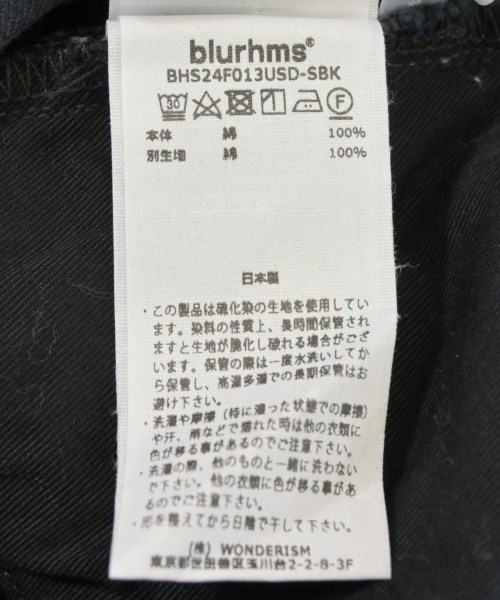 blurhms®
BHS24F013USD-SBK
30 F
本体 綿 100%
別生地 綿 100%
日本製
・この製品は硫化染の生地を使用してい
ます。染料の性質上、長時間保管され
ますと生地が脆化し破れる場合がござ
います。保管の際は一度水洗いしてか
ら保管し、高温多湿での長期保管はお
避け下さい。
・洗濯や摩擦（特に湿った状態での摩擦）
や汗、雨などで濡れた時は他の衣類に
色が移る事があるのでご注意下さい。
・洗濯の際、他のものと一緒に洗わない
で下さい。他の衣類に色が移る事があ
るのでご注意下さい。
・形を整えてから日陰で干して下さい。
（株） WONDERISM
東京都世田谷区玉川台2-2-8-3F